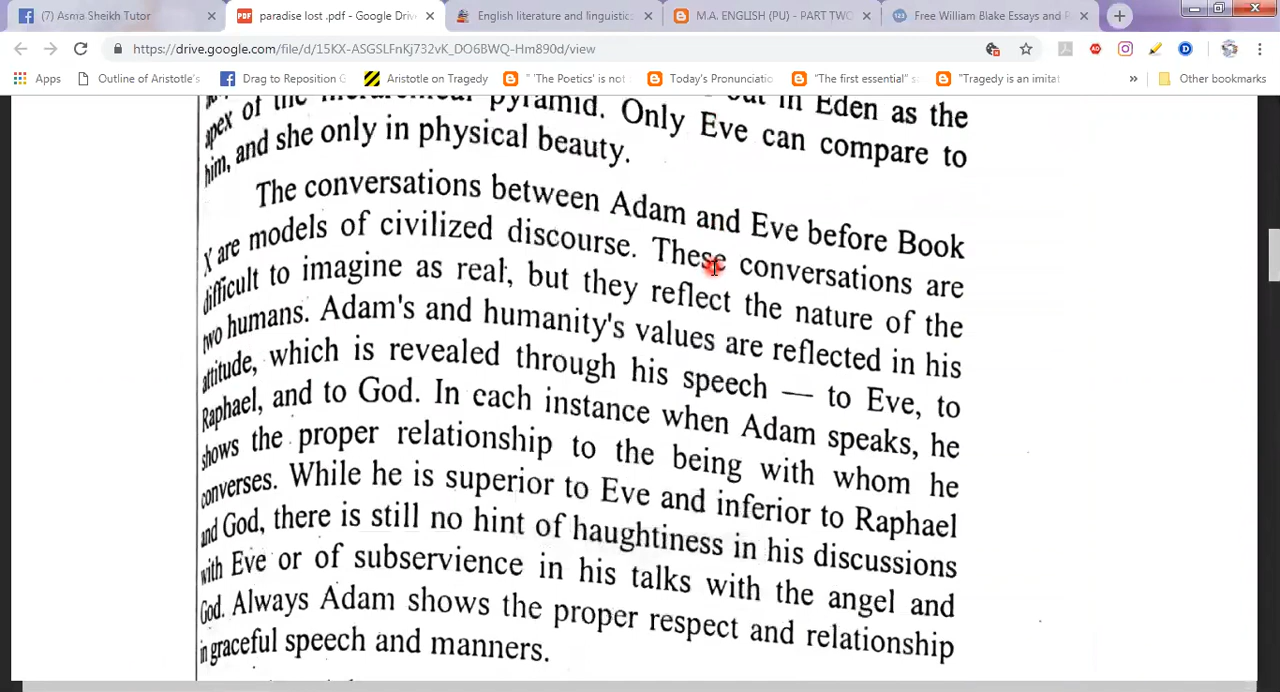 (7) Asma Sheikh Tutor
paradise lost .pdf - Google Driv
English literature and linguistic
M.A. ENGLISH (PU) - PART TWO
Free William Blake Essays and P
https://drive.google.com/file/d/15KX-ASGSLFnKj732vK_DO6BWQ-Hm890d/view
Apps Outline of Aristotle's Drag to Reposition Aristotle on Tragedy "'The Poetics' is not Today's Pronunciatio "The first essential" "Tragedy is an imitat » Other bookmarks
of the hierarchical pyramid. out in Eden as the
apex Only Eve can compare to
him, and she only in physical beauty.
The conversations between Adam and Eve before Book
X are models of civilized discourse. These conversations are
difficult to imagine as real, but they reflect the nature of the
two humans. Adam's and humanity's values are reflected in his
attitude, which is revealed through his speech — to Eve, to
Raphael, and to God. In each instance when Adam speaks, he
shows the proper relationship to the being with whom he
converses. While he is superior to Eve and inferior to Raphael
and God, there is still no hint of haughtiness in his discussions
with Eve or of subservience in his talks with the angel and
God. Always Adam shows the proper respect and relationship
in graceful speech and manners.